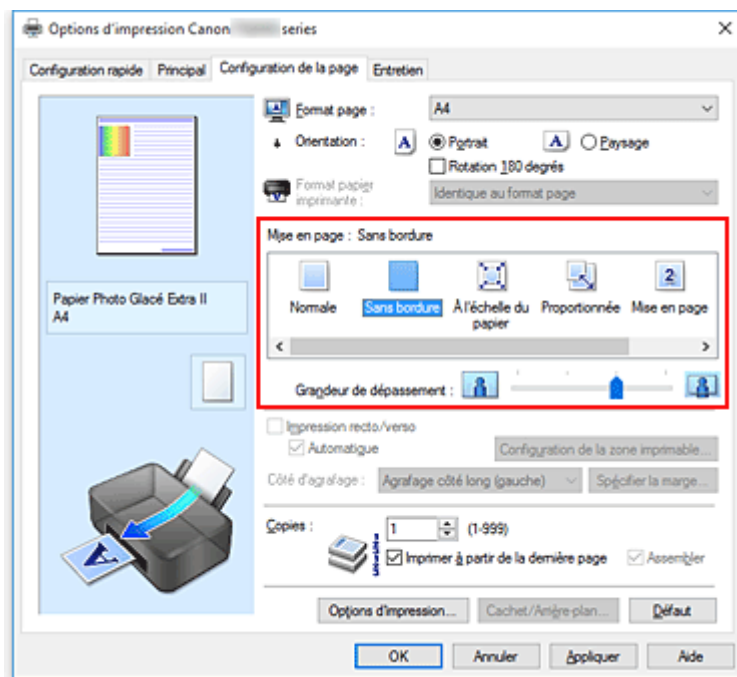 Options d'impression Canon series
Configuration rapide Principal Configuration de la page Entretien
Format page : A4
Orientation : A Portrait A Paysage
Rotation 180 degrés
Format papier imprimante : Identique au format page
Mise en page : Sans bordure
Normale Sans bordure À l'échelle du papier Proportionnée Mise en page
Papier Photo Glacé Extra II
A4
Grandeur de dépassement :
Impression recto/verso
Automatique Configuration de la zone imprimable...
Côté d'agrafage : Agrafage côté long (gauche) Spécifier la marge...
Copies : 1 (1-999)
Imprimer à partir de la dernière page Assembler
Options d'impression... Cachet/Arrière-plan... Défaut
OK Annuler Appliquer Aide